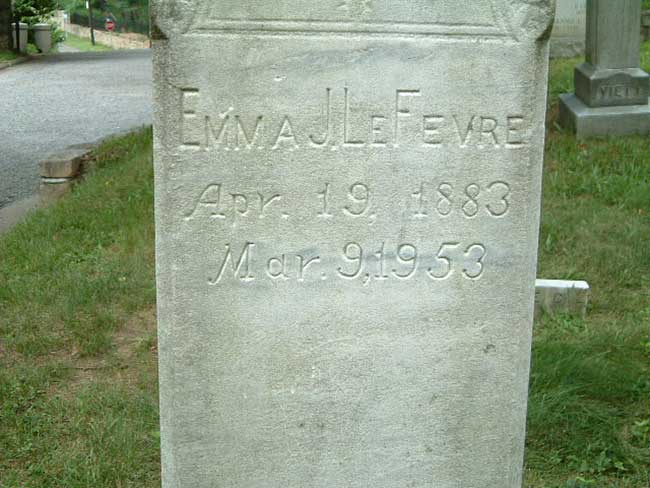 Emma J. LeFevre
Apr. 19, 1883
Mar. 9, 1953